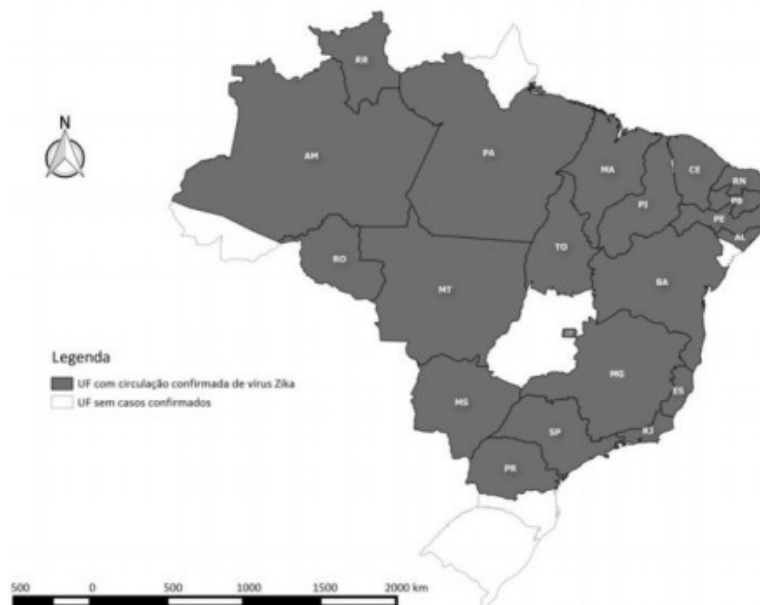 RR
N
AM
PA
MA
CE
RN
PB
PI
PE
AL
TO
RO
BA
MT
DF
Legenda
UF com circulação confirmada de vírus Zika
UF sem casos confirmados
MG
ES
MS
SP
RJ
PR
500 0 500 1000 1500 2000 km